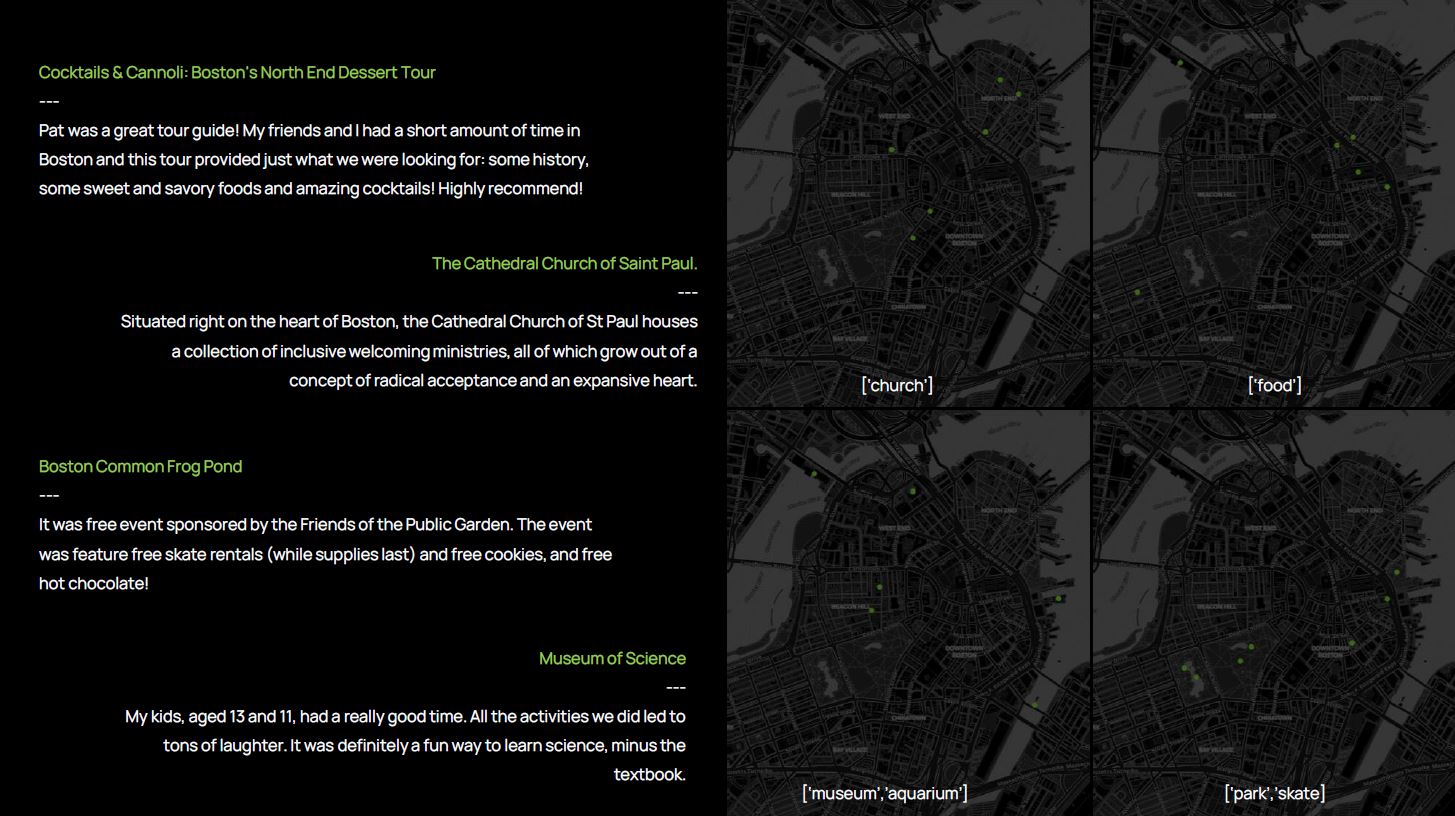 Cocktails & Cannoli: Boston's North End Dessert Tour
---
Pat was a great tour guide! My friends and I had a short amount of time in
Boston and this tour provided just what we were looking for: some history,
some sweet and savory foods and amazing cocktails! Highly recommend!
The Cathedral Church of Saint Paul.
---
Situated right on the heart of Boston, the Cathedral Church of St Paul houses
a collection of inclusive welcoming ministries, all of which grow out of a
concept of radical acceptance and an expansive heart.
Boston Common Frog Pond
---
It was free event sponsored by the Friends of the Public Garden. The event
was feature free skate rentals (while supplies last) and free cookies, and free
hot chocolate!
Museum of Science
---
My kids, aged 13 and 11, had a really good time. All the activities we did led to
tons of laughter. It was definitely a fun way to learn science, minus the
textbook.
NORTH END
WEST END
BEACON HILL
DOWNTOWN
BOSTON
CHINATOWN
BAY VILLAGE
['church']
NORTH END
WEST END
BEACON HILL
DOWNTOWN
BOSTON
CHINATOWN
BAY VILLAGE
['food']
NORTH END
WEST END
BEACON HILL
DOWNTOWN
BOSTON
CHINATOWN
BAY VILLAGE
['museum','aquarium']
NORTH END
WEST END
BEACON HILL
DOWNTOWN
BOSTON
CHINATOWN
BAY VILLAGE
['park','skate]